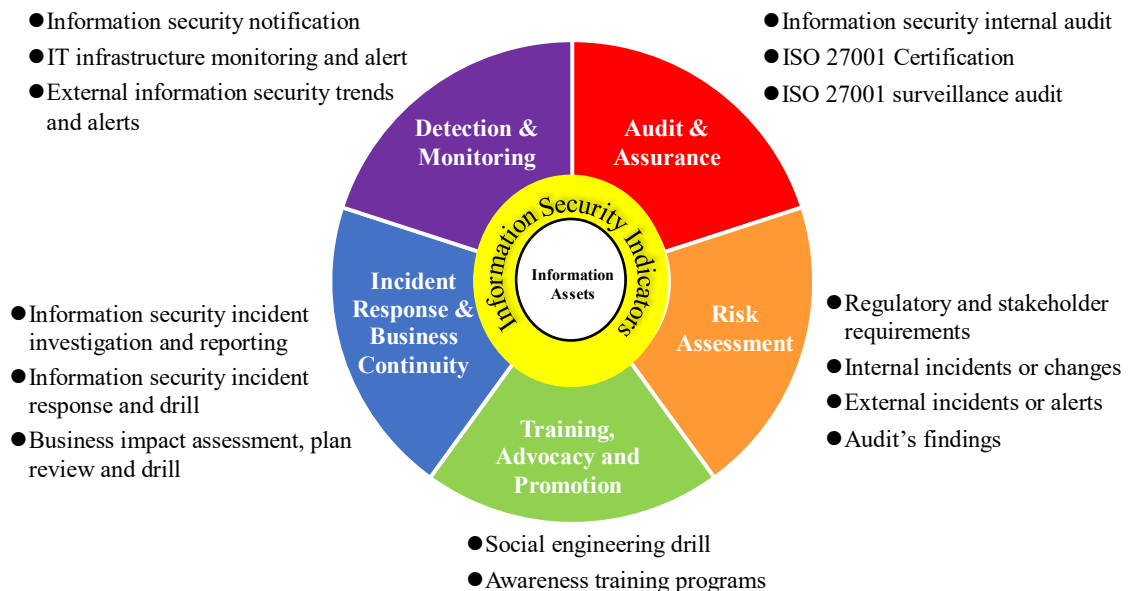 ●Information security notification
●IT infrastructure monitoring and alert
●External information security trends
and alerts
●Information security internal audit
●ISO 27001 Certification
●ISO 27001 surveillance audit
Detection &
Monitoring
Audit &
Assurance
Information Security Indicators
Information
Assets
Incident
Response &
Business
Continuity
Risk
Assessment
Training,
Advocacy and
Promotion
●Information security incident
investigation and reporting
●Information security incident
response and drill
●Business impact assessment, plan
review and drill
●Regulatory and stakeholder
requirements
●Internal incidents or changes
●External incidents or alerts
●Audit’s findings
●Social engineering drill
●Awareness training programs